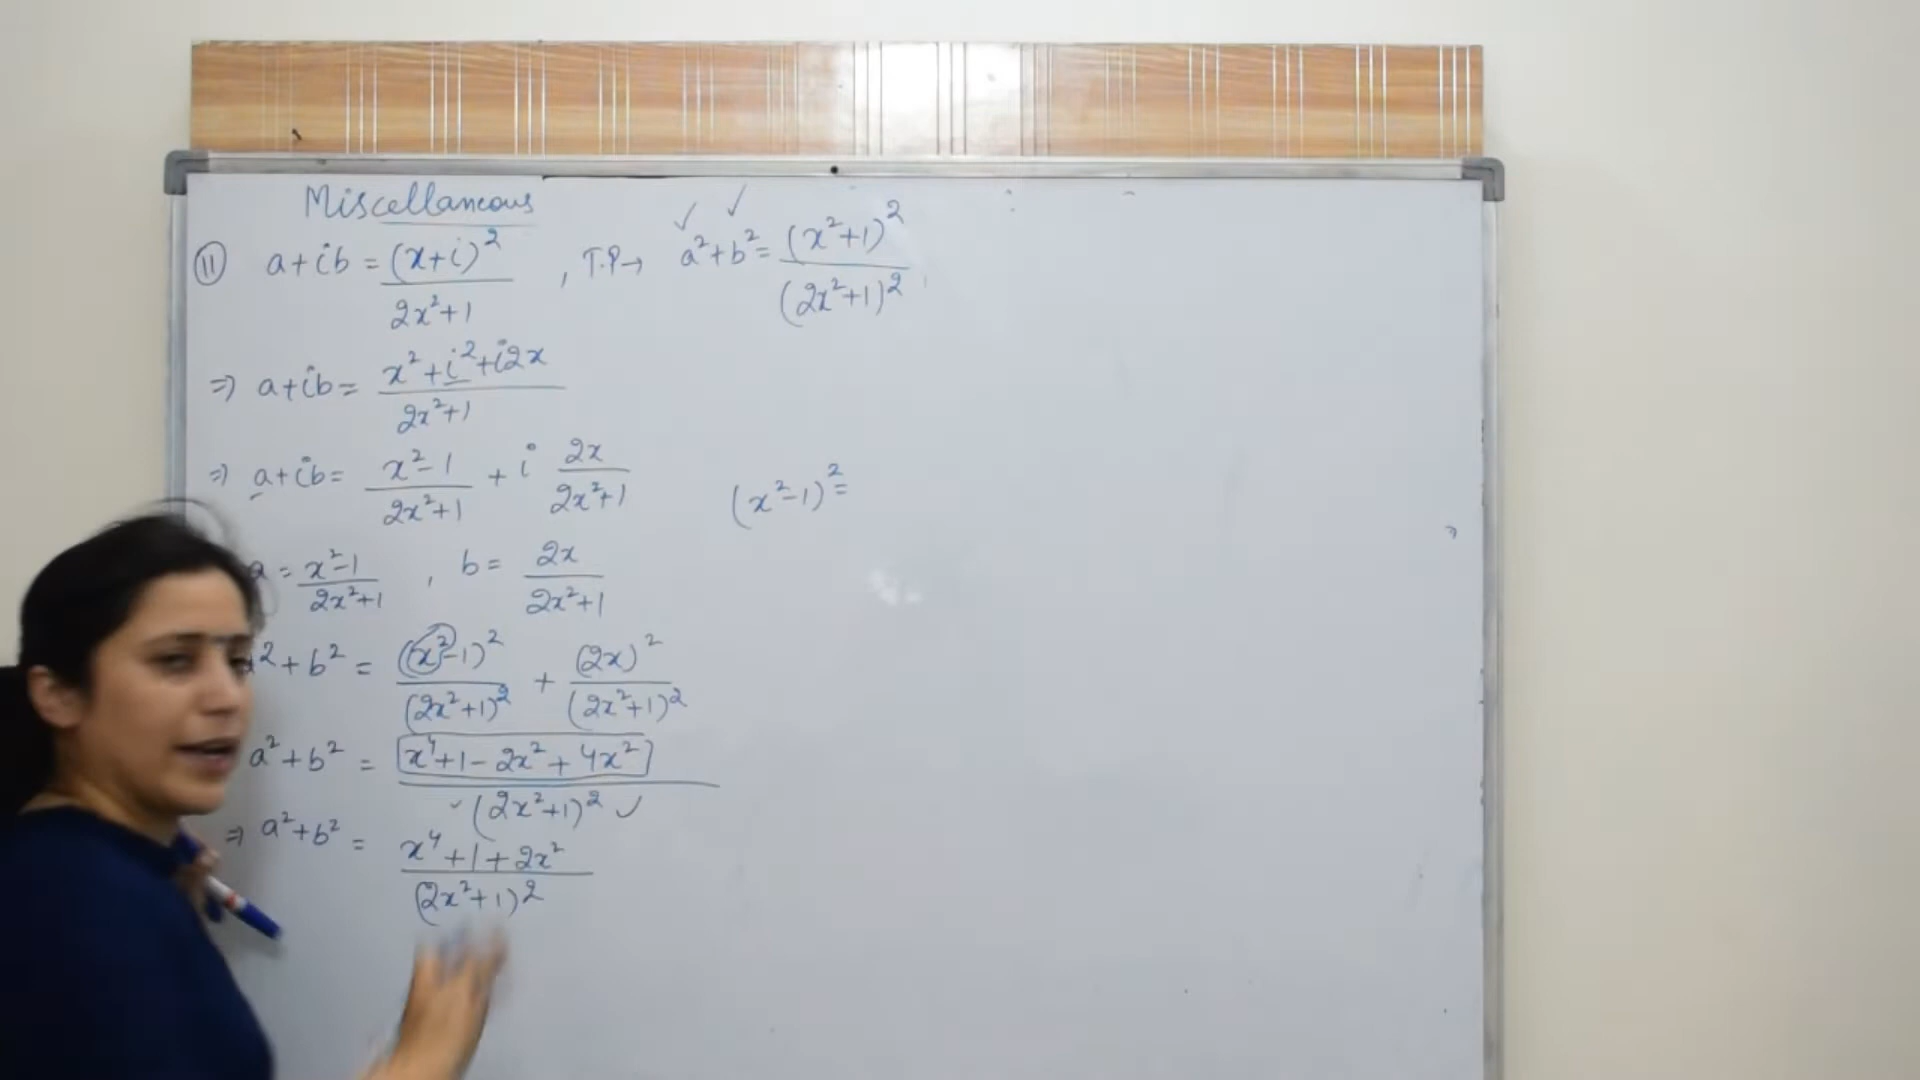 Miscellaneous
(11) a+ib = (x+i)²/2x²+1 , T.P→ a²+b² = (x²+1)²/(2x²+1)²
⇒ a+ib = x²+i²+i2x/2x²+1
⇒ a+ib = x²-1/2x²+1 + i 2x/2x²+1
(x²-1)² =
a = x²-1/2x²+1 , b = 2x/2x²+1
a²+b² = (x²-1)²/(2x²+1)² + (2x)²/(2x²+1)²
a²+b² = x⁴+1-2x²+4x²/(2x²+1)²
⇒ a²+b² = x⁴+1+2x²/(2x²+1)²